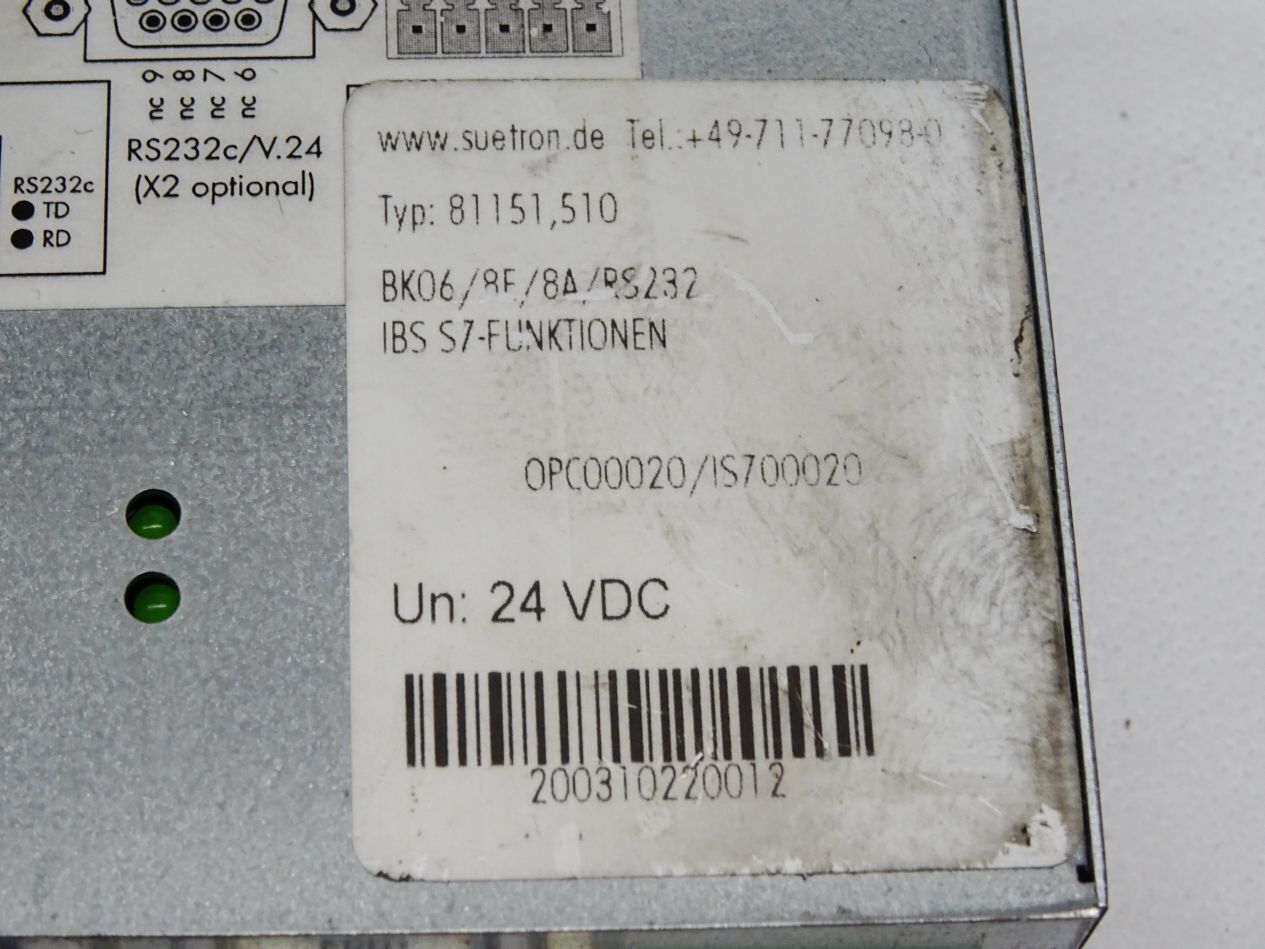 nc 9
nc 8
nc 7
nc 6
RS232c/V.24
(X2 optional)
RS232c
TD
RD
www.suetron.de Tel.:+49-711-77098-0
Typ: 81151,510
BK06/8E/8A/RS232
IBS S7-FUNKTIONEN
OPC00020/IS700020
Un: 24 VDC
200310220012